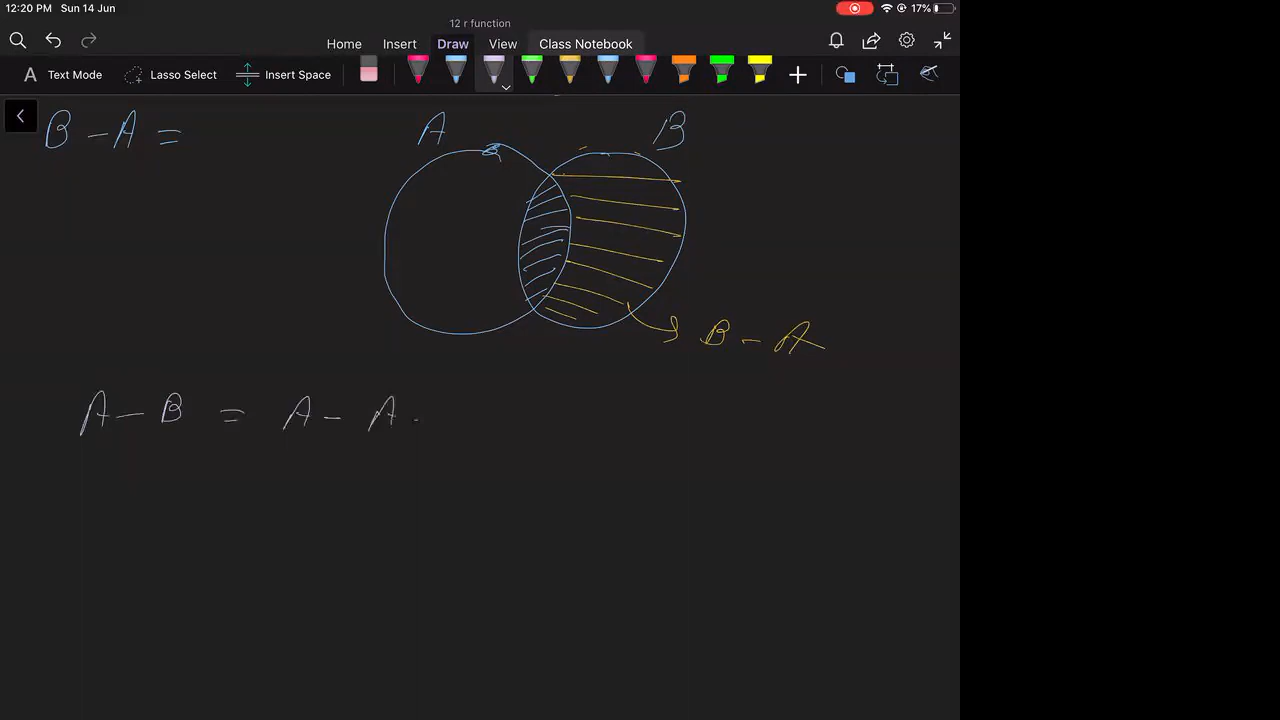 12:20 PM Sun 14 Jun 17%
12 r function
Home Insert Draw View Class Notebook
A Text Mode Lasso Select Insert Space
B - A =
A B
B - A
A - B = A - A